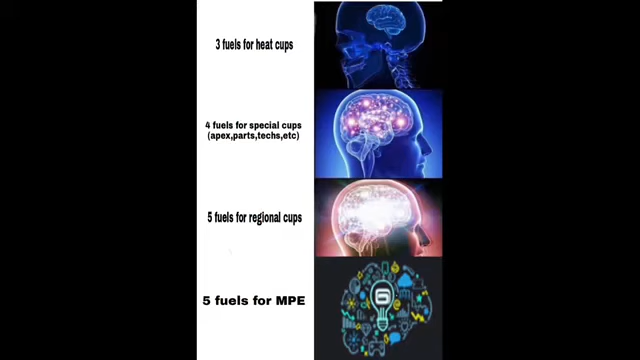 3 fuels for heat cups
4 fuels for special cups
(apex,parts,techs,etc)
5 fuels for regional cups
5 fuels for MPE